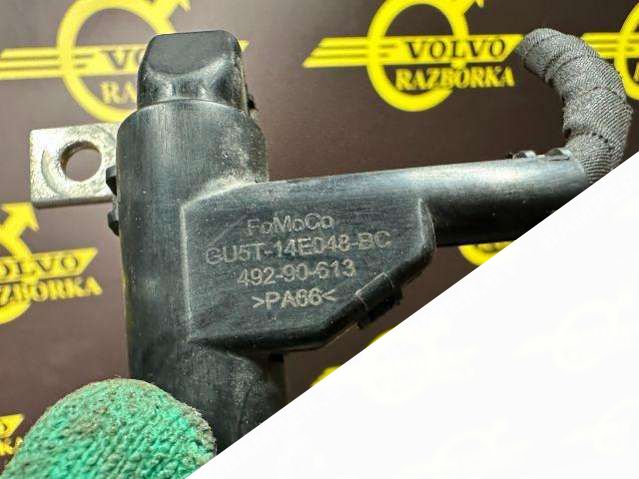 VOLVO
RAZBORKA
VOLVO
RAZBORKA
VOLVO
RAZBORKA
FoMoCo
GU5T-14E048-BC
492-90-613
>PA66<